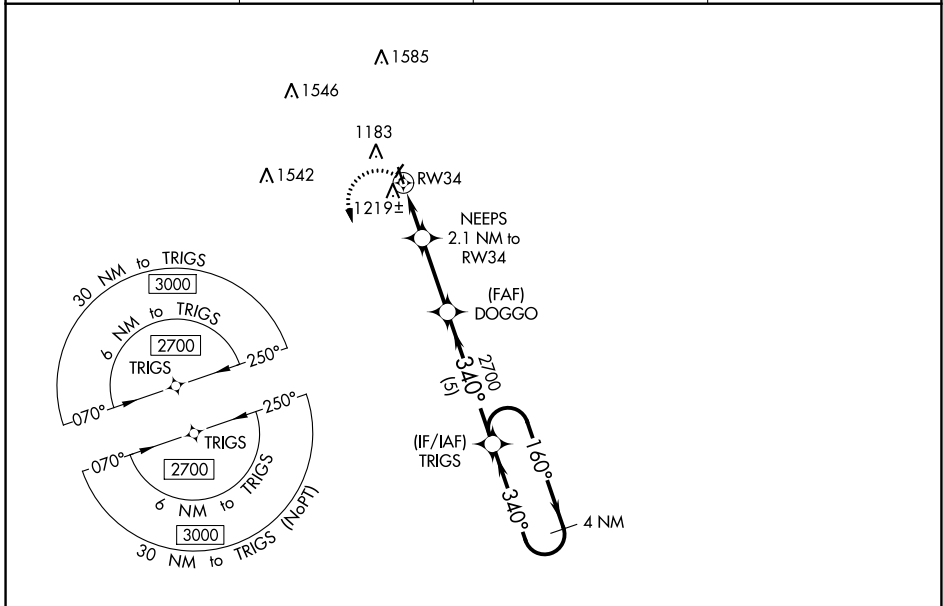 1585
1546
1183
1542
RW34
1219±
NEEPS
2.1 NM to
RW34
(FAF)
DOGGO
2700
340°
(5)
(IF/IAF)
TRIGS
160°
340°
4 NM
30 NM to TRIGS
3000
6 NM to TRIGS
2700
TRIGS
250°
070°
250°
TRIGS
070°
2700
6 NM to TRIGS
3000
30 NM to TRIGS (NoPT)